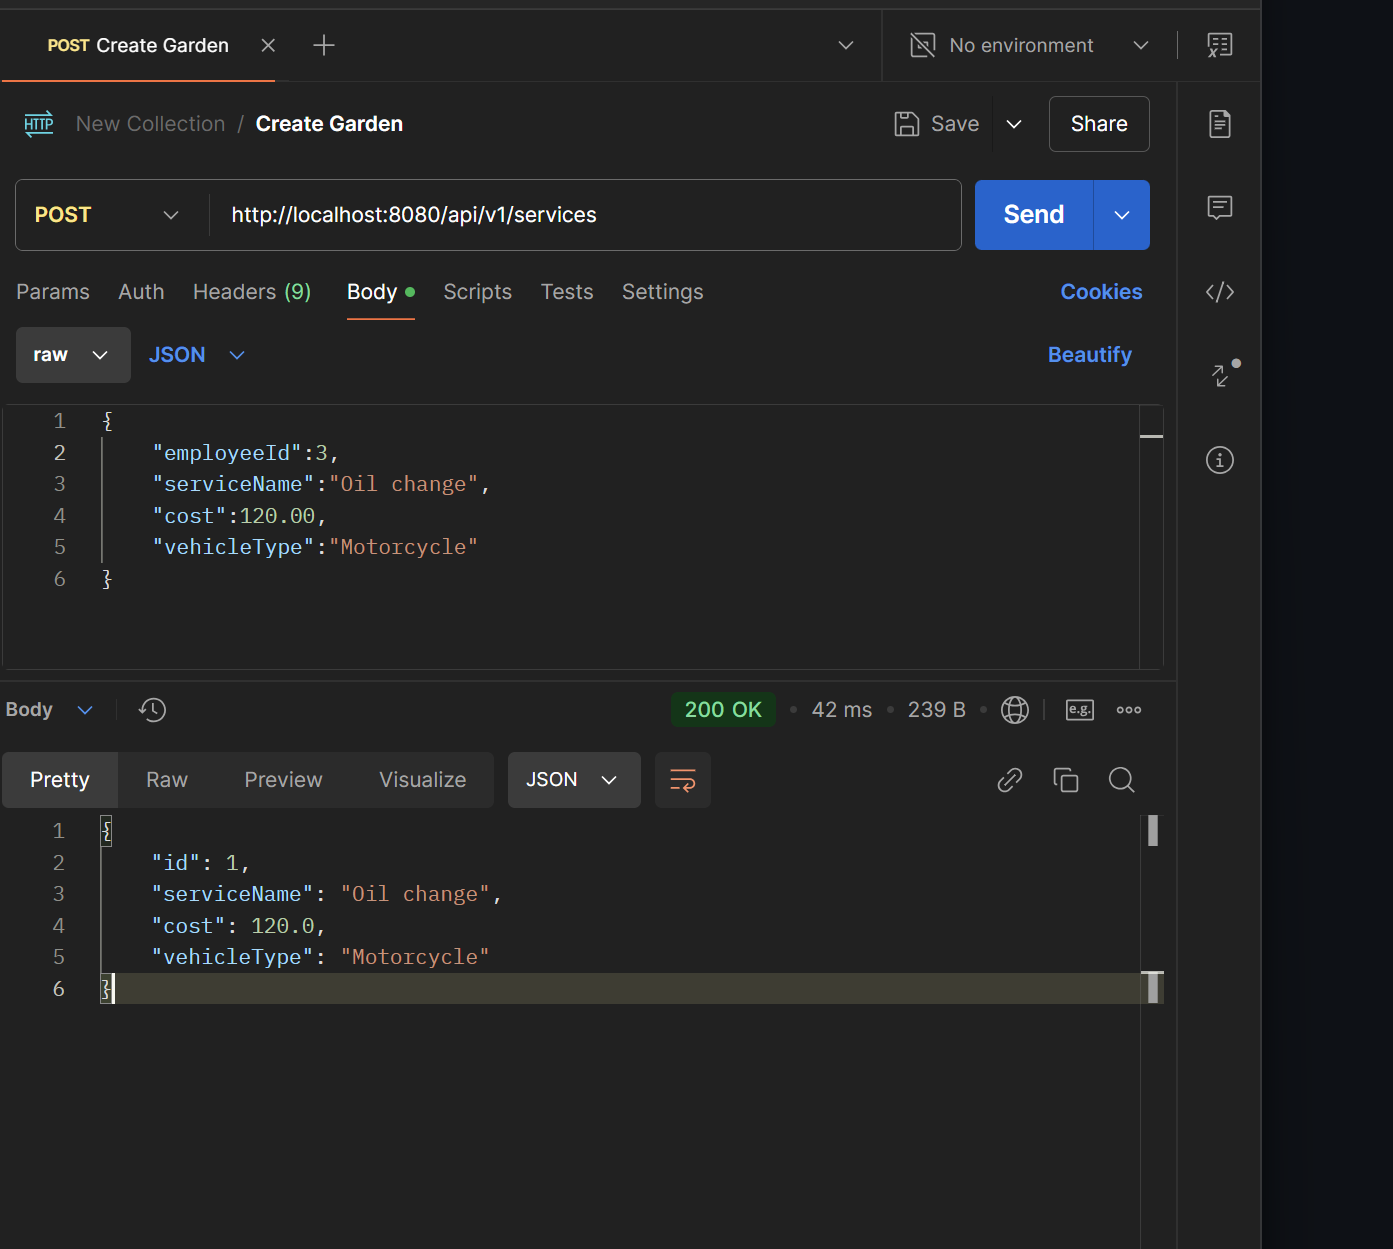 POST Create Garden
No environment
HTTP New Collection / Create Garden
Save
Share
POST http://localhost:8080/api/v1/services
Send
Params Auth Headers (9) Body Scripts Tests Settings
Cookies
raw JSON
Beautify
1 {
2 "employeeId":3,
3 "serviceName":"Oil change",
4 "cost":120.00,
5 "vehicleType":"Motorcycle"
6 }
Body
200 OK 42 ms 239 B e.g.
Pretty Raw Preview Visualize JSON
1 {
2 "id": 1,
3 "serviceName": "Oil change",
4 "cost": 120.0,
5 "vehicleType": "Motorcycle"
6 }